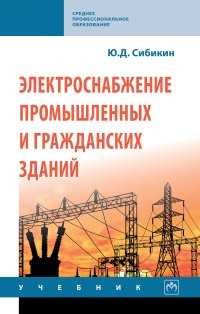 СРЕДНЕЕ
ПРОФЕССИОНАЛЬНОЕ
ОБРАЗОВАНИЕ
Ю.Д. Сибикин
ЭЛЕКТРОСНАБЖЕНИЕ
ПРОМЫШЛЕННЫХ
И ГРАЖДАНСКИХ
ЗДАНИЙ
УЧЕБНИК